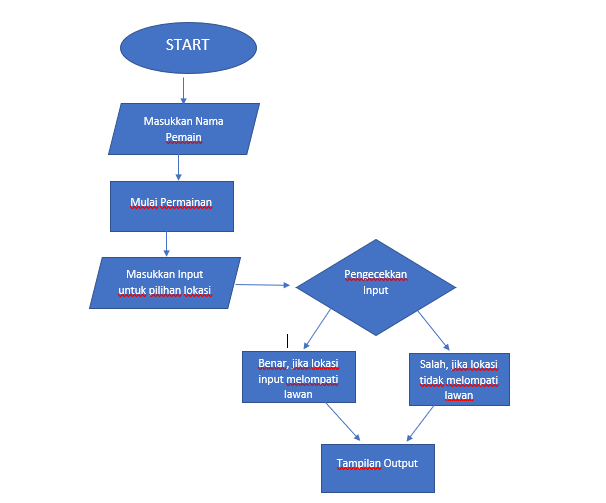 START
Masukkan Nama
Pemain
Mulai Permainan
Masukkan Input
untuk pilihan lokasi
Pengecekkan
Input
Benar, jika lokasi
input melompati
lawan
Salah, jika lokasi
tidak melompati
lawan
Tampilan Output